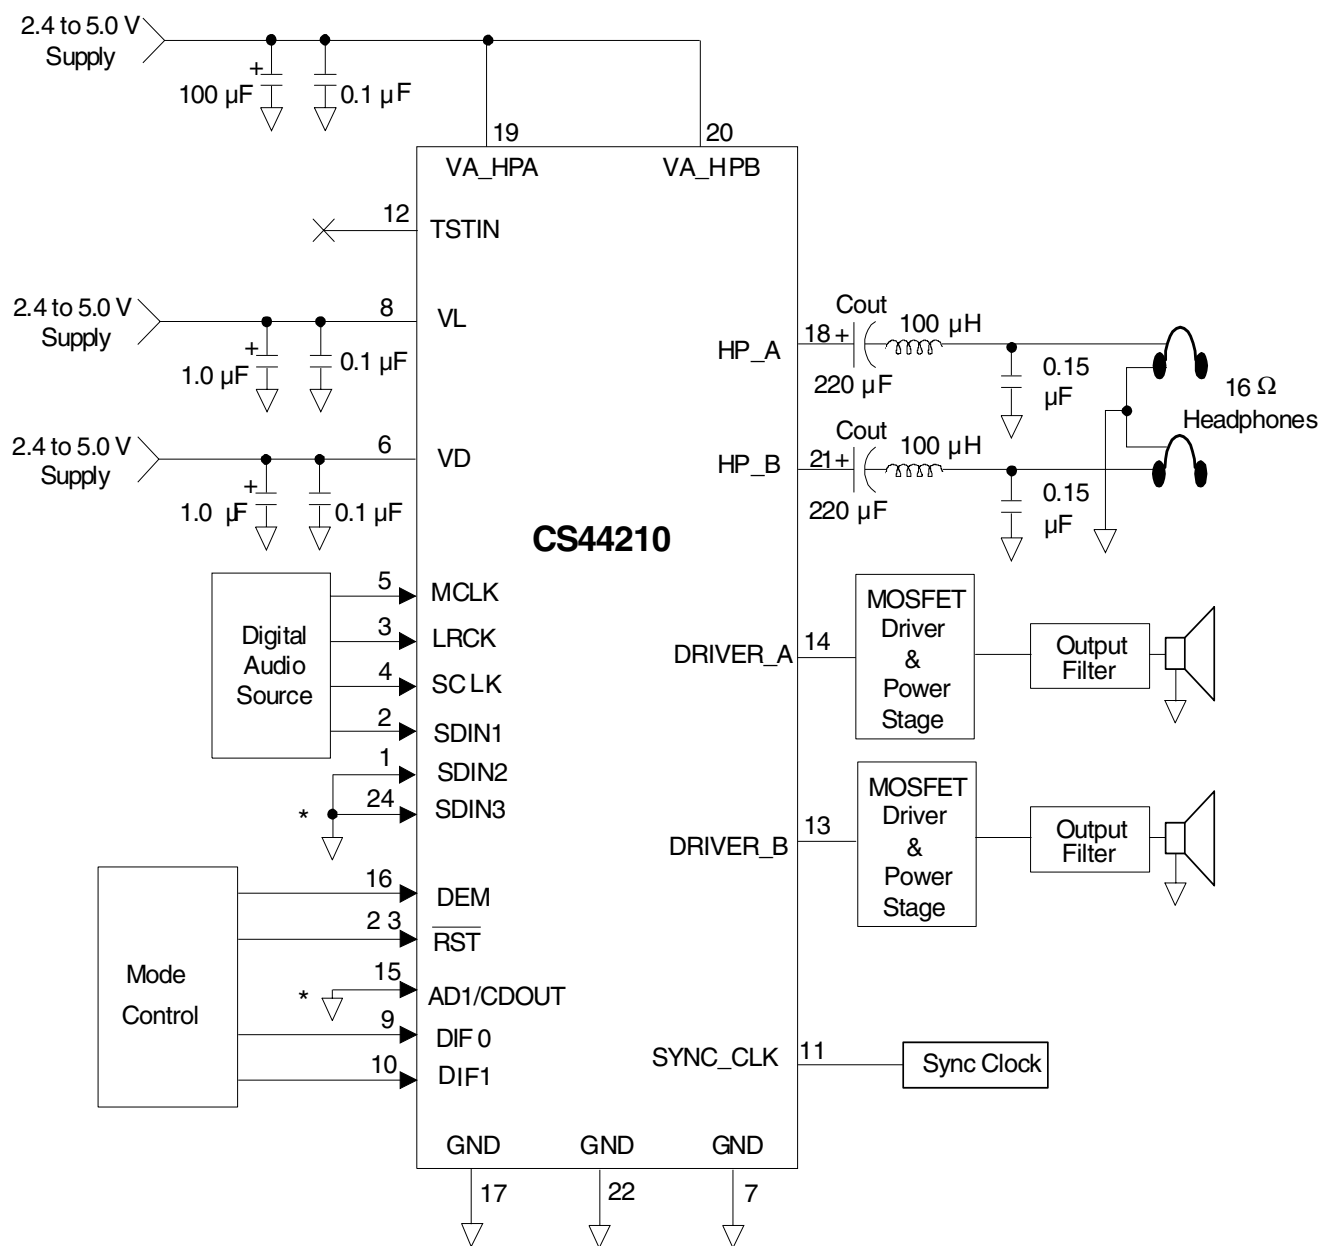 2.4 to 5.0 V
Supply
+
100 µF
0.1 µF
19
20
VA_HPA
VA_HPB
12
TSTIN
2.4 to 5.0 V
Supply
8
VL
+
1.0 µF
0.1 µF
2.4 to 5.0 V
Supply
6
VD
+
1.0 µF
0.1 µF
HP_A
18
+
Cout
220 µF
100 µH
0.15
µF
16 Ω
Headphones
HP_B
21
+
Cout
220 µF
100 µH
0.15
µF
CS44210
Digital
Audio
Source
5
MCLK
3
LRCK
4
SCLK
2
SDIN1
1
SDIN2
*
24
SDIN3
DRIVER_A
14
MOSFET
Driver
&
Power
Stage
Output
Filter
DRIVER_B
13
MOSFET
Driver
&
Power
Stage
Output
Filter
Mode
Control
16
DEM
2 3
RST
*
15
AD1/CDOUT
9
DIF0
10
DIF1
SYNC_CLK
11
Sync Clock
GND
GND
GND
17
22
7